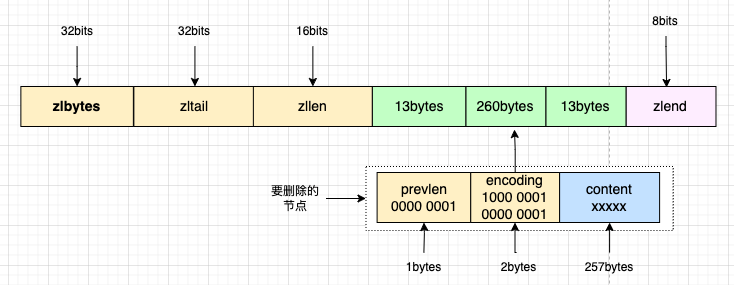 32bits
32bits
16bits
8bits
zlbytes
zltail
zllen
13bytes
260bytes
13bytes
zlend
要删除的
节点
prevlen
0000 0001
encoding
1000 0001
0000 0001
content
xxxxx
1bytes
2bytes
257bytes